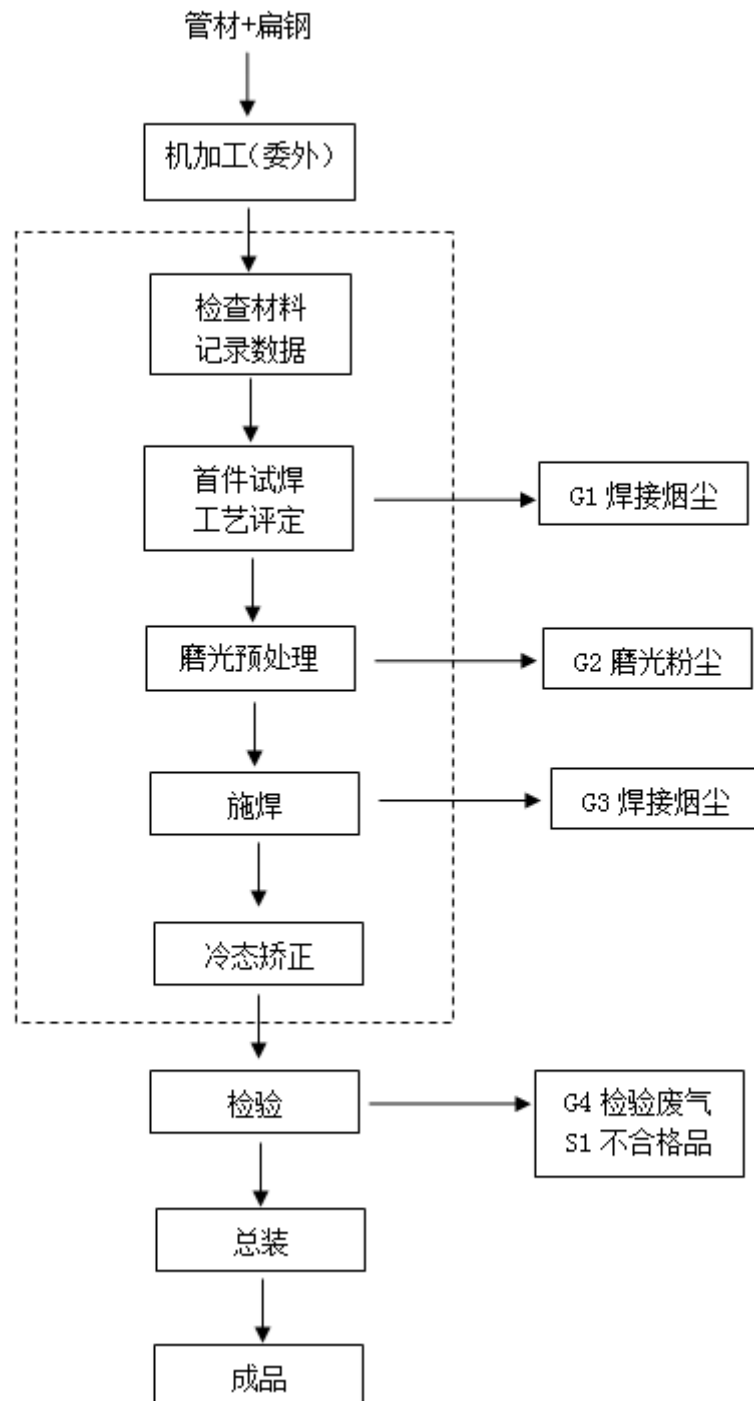 管材+扁钢
机加工(委外)
检查材料
记录数据
首件试焊
工艺评定
G1 焊接烟尘
磨光预处理
G2 磨光粉尘
施焊
G3 焊接烟尘
冷态矫正
检验
G4 检验废气
S1 不合格品
总装
成品